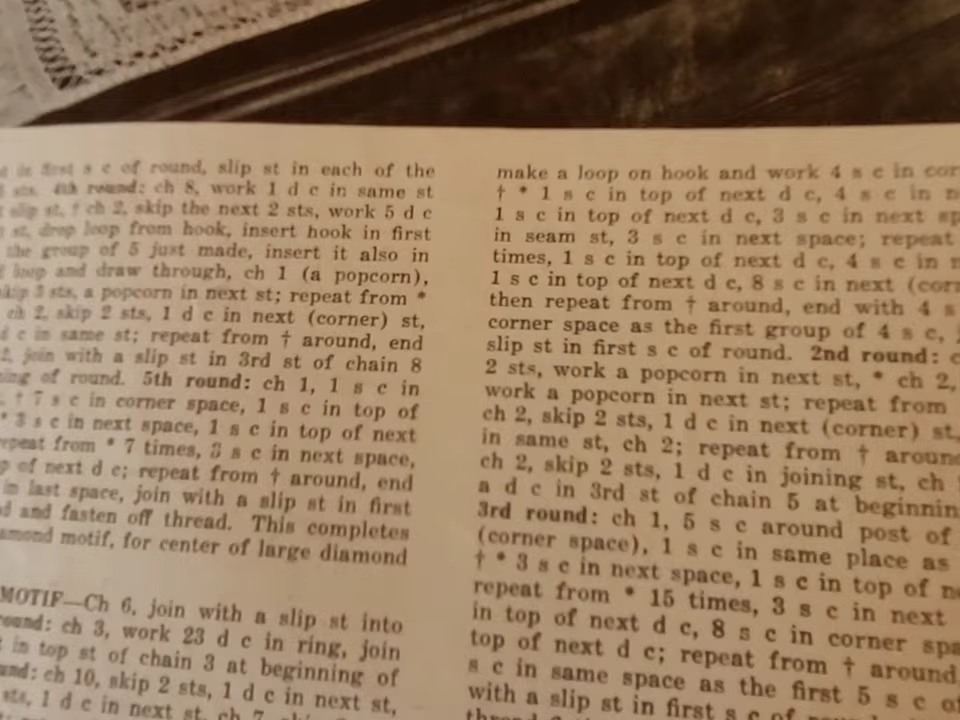 in first s c of round, slip st in each of the
sts. 4th round: ch 8, work 1 d c in same st
slip st, † ch 2, skip the next 2 sts, work 5 d c
st, drop loop from hook, insert hook in first
the group of 5 just made, insert it also in
loop and draw through, ch 1 (a popcorn),
skip 3 sts, a popcorn in next st; repeat from *
ch 2, skip 2 sts, 1 d c in next (corner) st,
d c in same st; repeat from † around, end
2, join with a slip st in 3rd st of chain 8
of round. 5th round: ch 1, 1 s c in
† 7 s c in corner space, 1 s c in top of
* 3 s c in next space, 1 s c in top of next
repeat from * 7 times, 3 s c in next space,
of next d c; repeat from † around, end
in last space, join with a slip st in first
and fasten off thread. This completes
motif, for center of large diamond
MOTIF—Ch 6, join with a slip st into
ch 3, work 23 d c in ring, join
in top st of chain 3 at beginning of
ch 10, skip 2 sts, 1 d c in next st,
sts, 1 d c in next st, ch 7
make a loop on hook and work 4 s c in
† * 1 s c in top of next d c, 4 s c in
1 s c in top of next d c, 3 s c in next
in seam st, 3 s c in next space; repeat
times, 1 s c in top of next d c, 4 s c in
1 s c in top of next d c, 8 s c in next
then repeat from † around, end with 4 s
corner space as the first group of 4 s c,
slip st in first s c of round. 2nd round:
2 sts, work a popcorn in next st, * ch 2,
work a popcorn in next st; repeat from
ch 2, skip 2 sts, 1 d c in next (corner) st,
in same st, ch 2; repeat from †
ch 2, skip 2 sts, 1 d c in joining st, ch
a d c in 3rd st of chain 5 at
3rd round: ch 1, 5 s c around post of
(corner space), 1 s c in same place as
† * 3 s c in next space, 1 s c in top of
repeat from * 15 times, 3 s c in next
in top of next d c, 8 s c in corner
top of next d c; repeat from † around,
s c in same space as the first 5 s c
with a slip st in first s c of